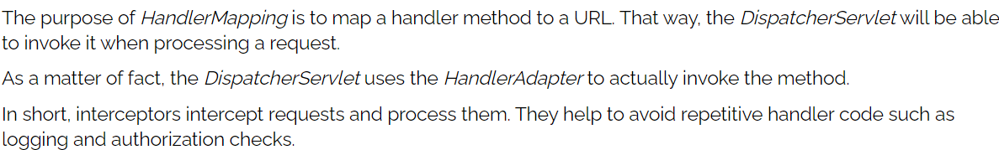 The purpose of HandlerMapping is to map a handler method to a URL. That way, the DispatcherServlet will be able
to invoke it when processing a request.
As a matter of fact, the DispatcherServlet uses the HandlerAdapter to actually invoke the method.
In short, interceptors intercept requests and process them. They help to avoid repetitive handler code such as
logging and authorization checks.